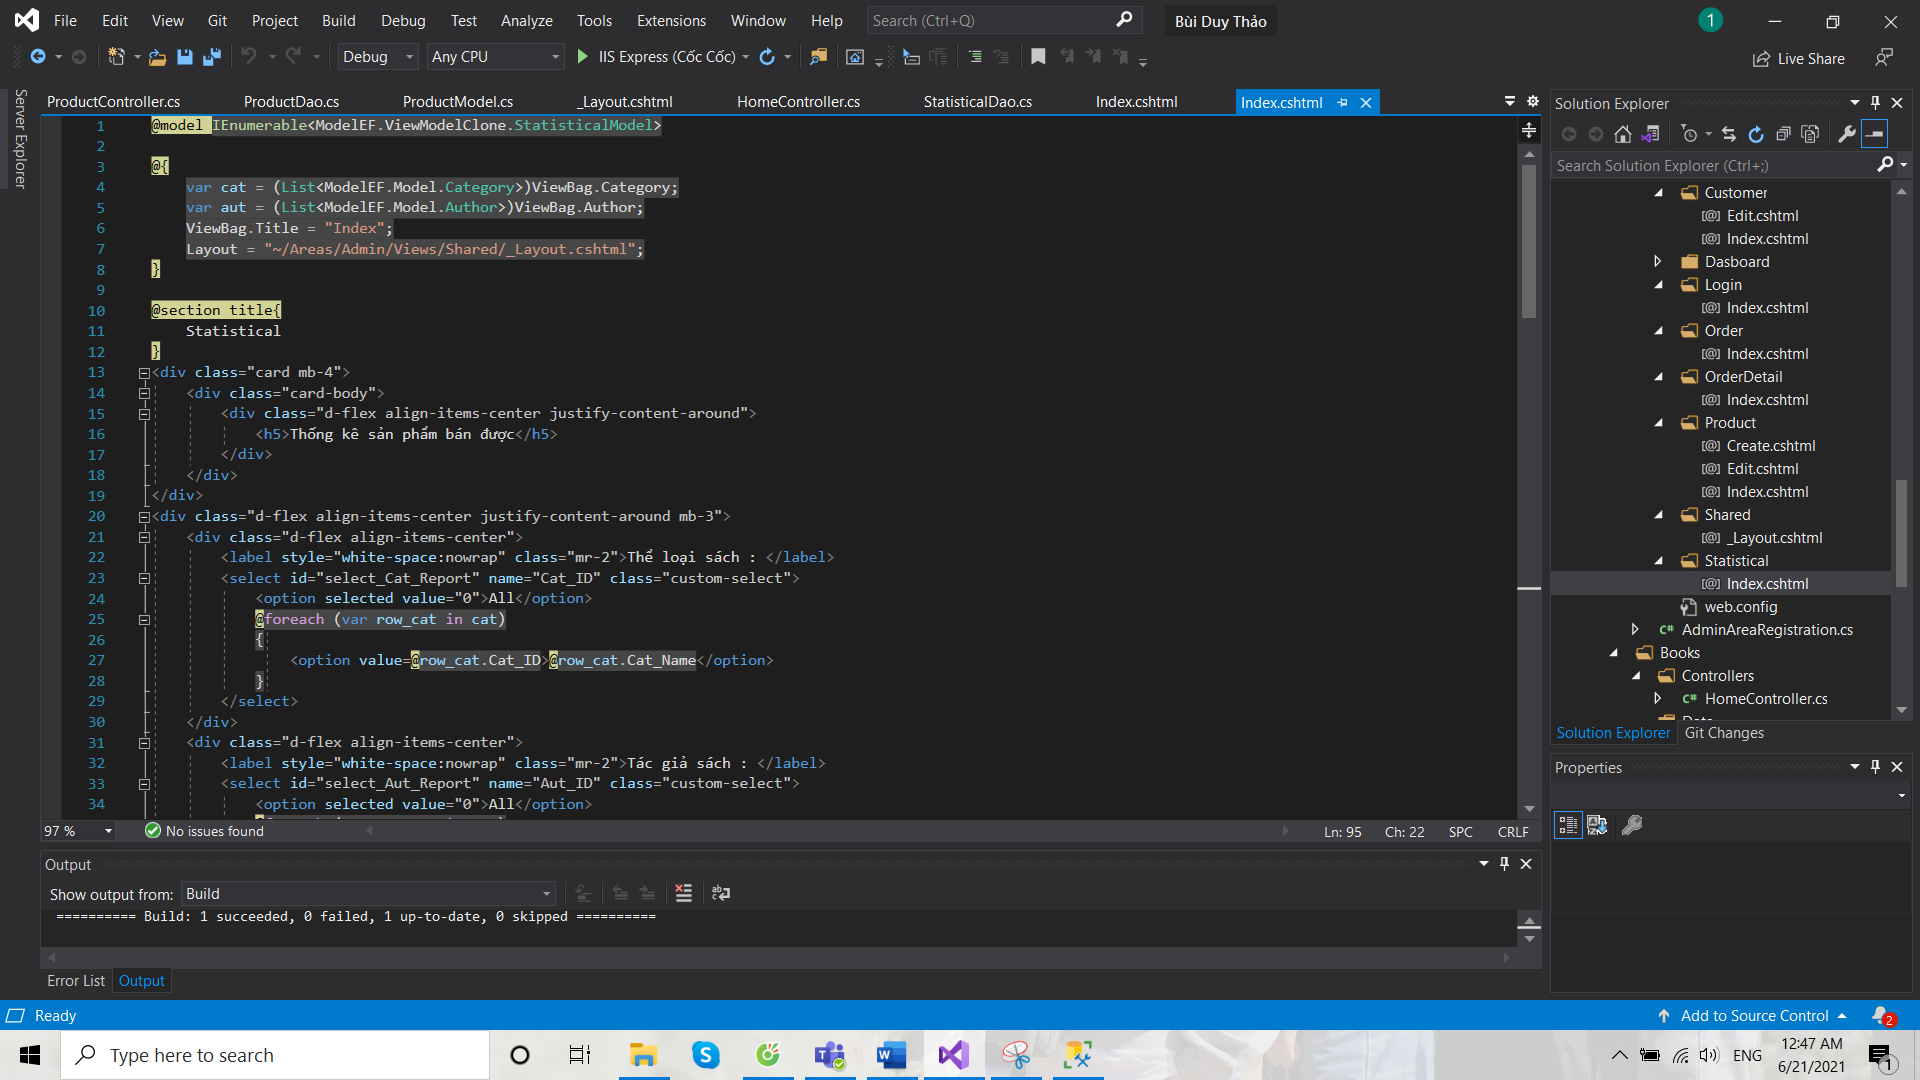 File Edit View Git Project Build Debug Test Analyze Tools Extensions Window Help Search (Ctrl+Q) Bùi Duy Thảo 1
Debug Any CPU IIS Express (Cốc Cốc) Live Share
Server Explorer
ProductController.cs ProductDao.cs ProductModel.cs _Layout.cshtml HomeController.cs StatisticalDao.cs Index.cshtml Index.cshtml
1 @model IEnumerable<ModelEF.ViewModelClone.StatisticalModel>
2
3 @{
4 var cat = (List<ModelEF.Model.Category>)ViewBag.Category;
5 var aut = (List<ModelEF.Model.Author>)ViewBag.Author;
6 ViewBag.Title = "Index";
7 Layout = "~/Areas/Admin/Views/Shared/_Layout.cshtml";
8 }
9
10 @section title{
11 Statistical
12 }
13 <div class="card mb-4">
14 <div class="card-body">
15 <div class="d-flex align-items-center justify-content-around">
16 <h5>Thống kê sản phẩm bán được</h5>
17 </div>
18 </div>
19 </div>
20 <div class="d-flex align-items-center justify-content-around mb-3">
21 <div class="d-flex align-items-center">
22 <label style="white-space:nowrap" class="mr-2">Thể loại sách : </label>
23 <select id="select_Cat_Report" name="Cat_ID" class="custom-select">
24 <option selected value="0">All</option>
25 @foreach (var row_cat in cat)
26 {
27 <option value=@row_cat.Cat_ID>@row_cat.Cat_Name</option>
28 }
29 </select>
30 </div>
31 <div class="d-flex align-items-center">
32 <label style="white-space:nowrap" class="mr-2">Tác giả sách : </label>
33 <select id="select_Aut_Report" name="Aut_ID" class="custom-select">
34 <option selected value="0">All</option>
97 % No issues found Ln: 95 Ch: 22 SPC CRLF
Output
Show output from: Build
========== Build: 1 succeeded, 0 failed, 1 up-to-date, 0 skipped ==========
Error List Output
Solution Explorer
Search Solution Explorer (Ctrl+;)
Customer
Edit.cshtml
Index.cshtml
Dasboard
Login
Index.cshtml
Order
Index.cshtml
OrderDetail
Index.cshtml
Product
Create.cshtml
Edit.cshtml
Index.cshtml
Shared
_Layout.cshtml
Statistical
Index.cshtml
web.config
C# AdminAreaRegistration.cs
Books
Controllers
C# HomeController.cs
Solution Explorer Git Changes
Properties
Ready Add to Source Control 2
Type here to search ENG 12:47 AM
6/21/2021 1